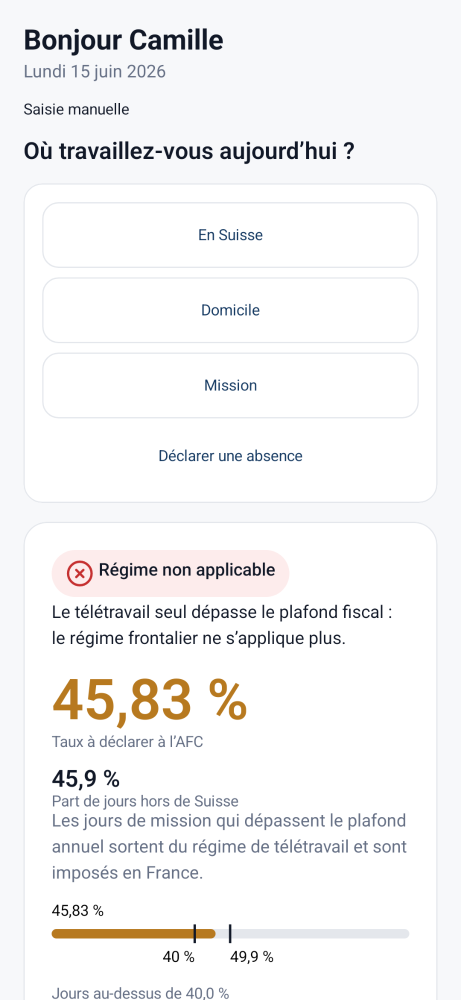 Bonjour Camille
Lundi 15 juin 2026
Saisie manuelle
Où travaillez-vous aujourd’hui ?
En Suisse
Domicile
Mission
Déclarer une absence
Régime non applicable
Le télétravail seul dépasse le plafond fiscal :
le régime frontalier ne s’applique plus.
45,83 %
Taux à déclarer à l’AFC
45,9 %
Part de jours hors de Suisse
Les jours de mission qui dépassent le plafond
annuel sortent du régime de télétravail et sont
imposés en France.
45,83 %
40 %
49,9 %
Jours au-dessus de 40,0 %